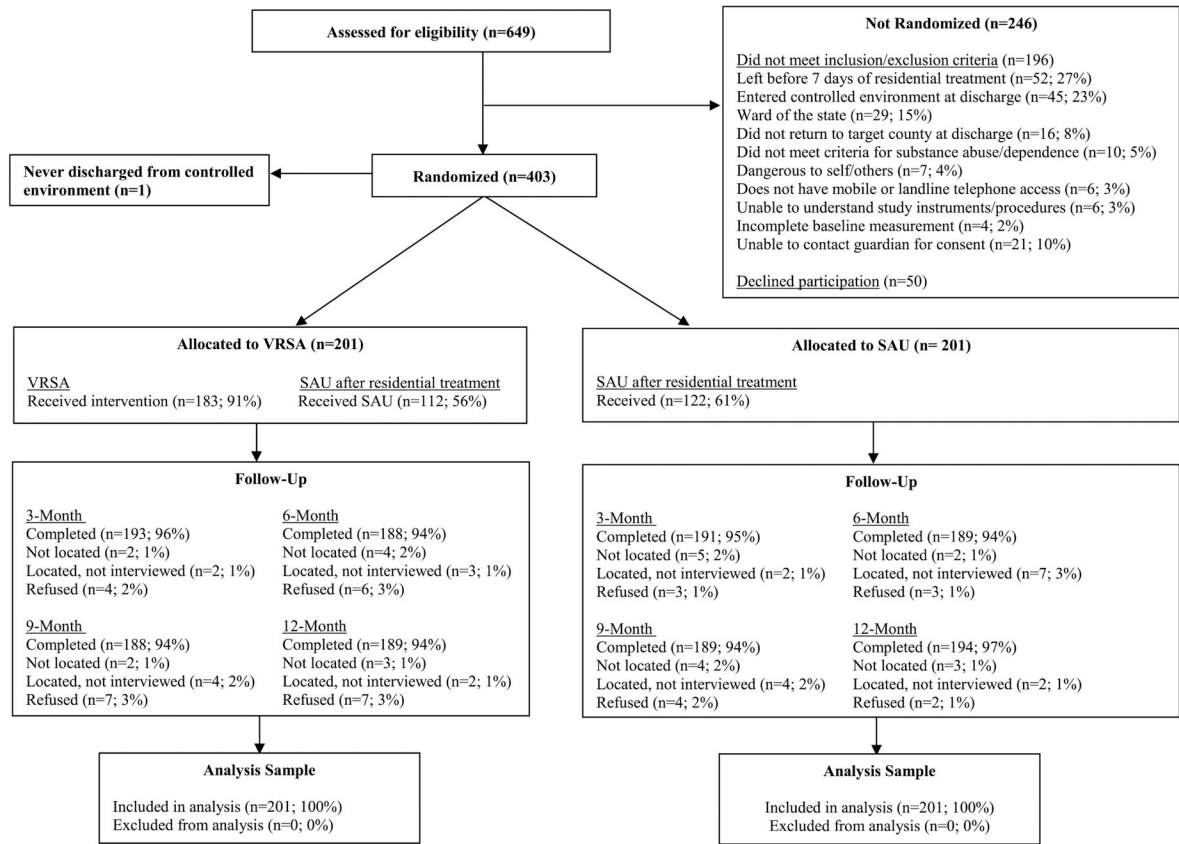 Assessed for eligibility (n=649)
Not Randomized (n=246)
Did not meet inclusion/exclusion criteria (n=196)
Left before 7 days of residential treatment (n=52; 27%)
Entered controlled environment at discharge (n=45; 23%)
Ward of the state (n=29; 15%)
Did not return to target county at discharge (n=16; 8%)
Did not meet criteria for substance abuse/dependence (n=10; 5%)
Dangerous to self/others (n=7; 4%)
Does not have mobile or landline telephone access (n=6; 3%)
Unable to understand study instruments/procedures (n=6; 3%)
Incomplete baseline measurement (n=4; 2%)
Unable to contact guardian for consent (n=21; 10%)
Declined participation (n=50)
Never discharged from controlled
environment (n=1)
Randomized (n=403)
Allocated to VRSA (n=201)
VRSA
Received intervention (n=183; 91%)
SAU after residential treatment
Received SAU (n=112; 56%)
Allocated to SAU (n= 201)
SAU after residential treatment
Received (n=122; 61%)
Follow-Up
3-Month
Completed (n=193; 96%)
Not located (n=2; 1%)
Located, not interviewed (n=2; 1%)
Refused (n=4; 2%)
6-Month
Completed (n=188; 94%)
Not located (n=4; 2%)
Located, not interviewed (n=3; 1%)
Refused (n=6; 3%)
9-Month
Completed (n=188; 94%)
Not located (n=2; 1%)
Located, not interviewed (n=4; 2%)
Refused (n=7; 3%)
12-Month
Completed (n=189; 94%)
Not located (n=3; 1%)
Located, not interviewed (n=2; 1%)
Refused (n=7; 3%)
Follow-Up
3-Month
Completed (n=191; 95%)
Not located (n=5; 2%)
Located, not interviewed (n=2; 1%)
Refused (n=3; 1%)
6-Month
Completed (n=189; 94%)
Not located (n=2; 1%)
Located, not interviewed (n=7; 3%)
Refused (n=3; 1%)
9-Month
Completed (n=189; 94%)
Not located (n=4; 2%)
Located, not interviewed (n=4; 2%)
Refused (n=4; 2%)
12-Month
Completed (n=194; 97%)
Not located (n=3; 1%)
Located, not interviewed (n=2; 1%)
Refused (n=2; 1%)
Analysis Sample
Included in analysis (n=201; 100%)
Excluded from analysis (n=0; 0%)
Analysis Sample
Included in analysis (n=201; 100%)
Excluded from analysis (n=0; 0%)